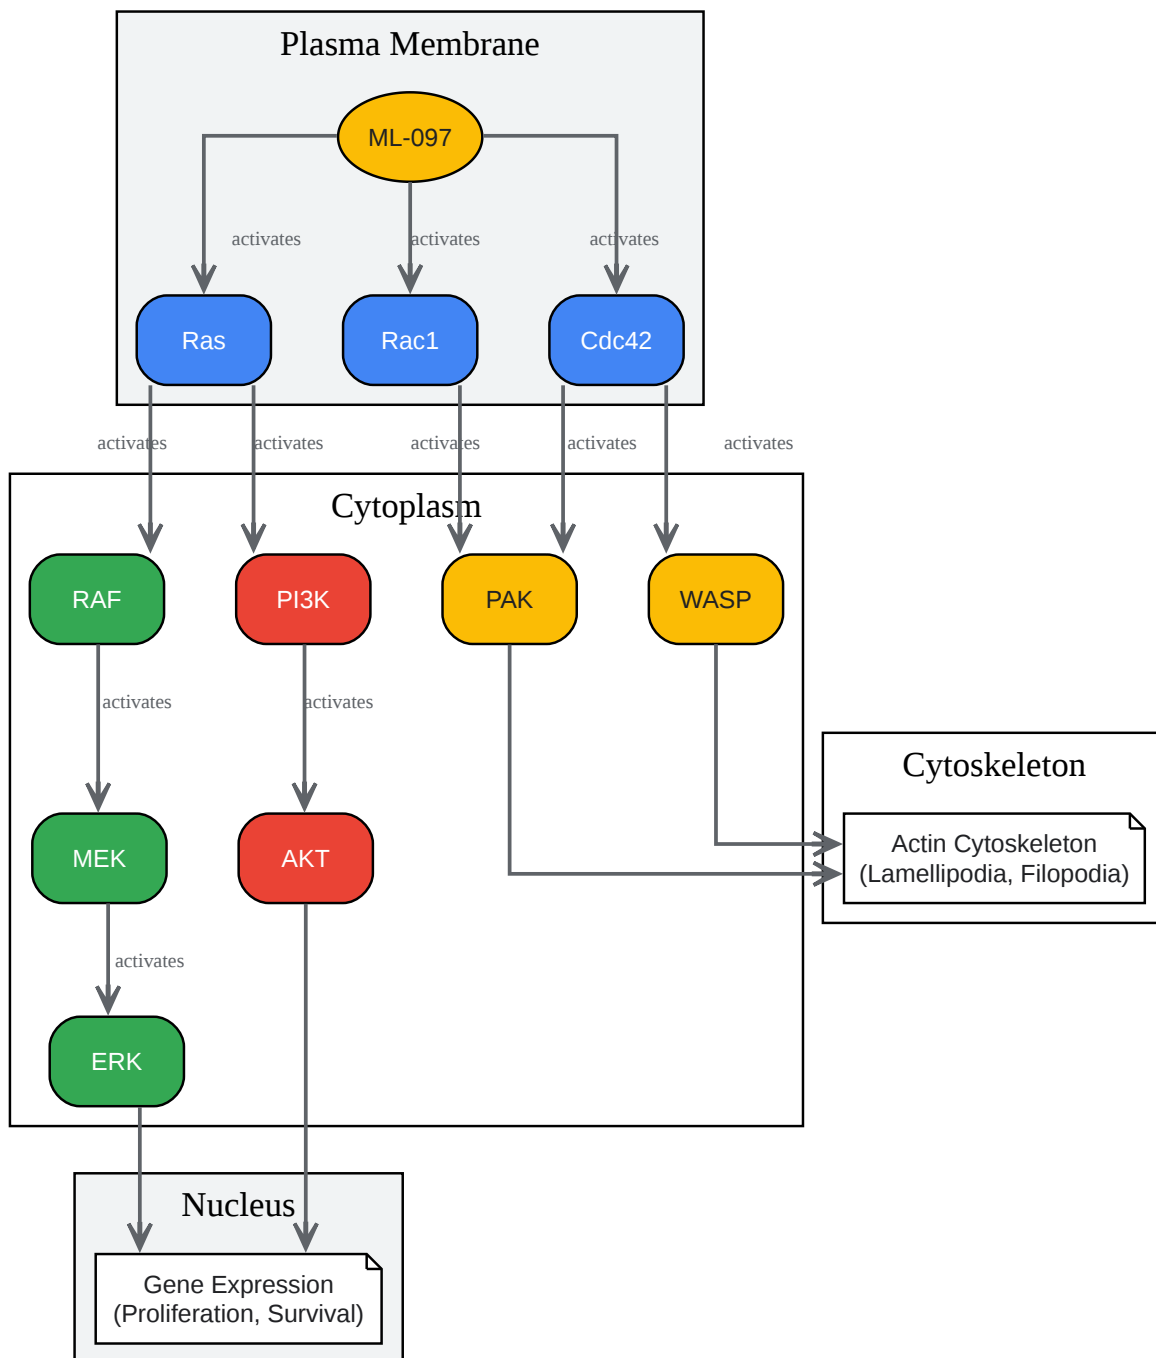 Plasma Membrane
ML-097
activates
activates
activates
Ras
Rac1
Cdc42
activates
activates
activates
activates
activates
Cytoplasm
RAF
PI3K
PAK
WASP
activates
activates
Cytoskeleton
Actin Cytoskeleton
(Lamellipodia, Filopodia)
MEK
AKT
activates
ERK
Nucleus
Gene Expression
(Proliferation, Survival)